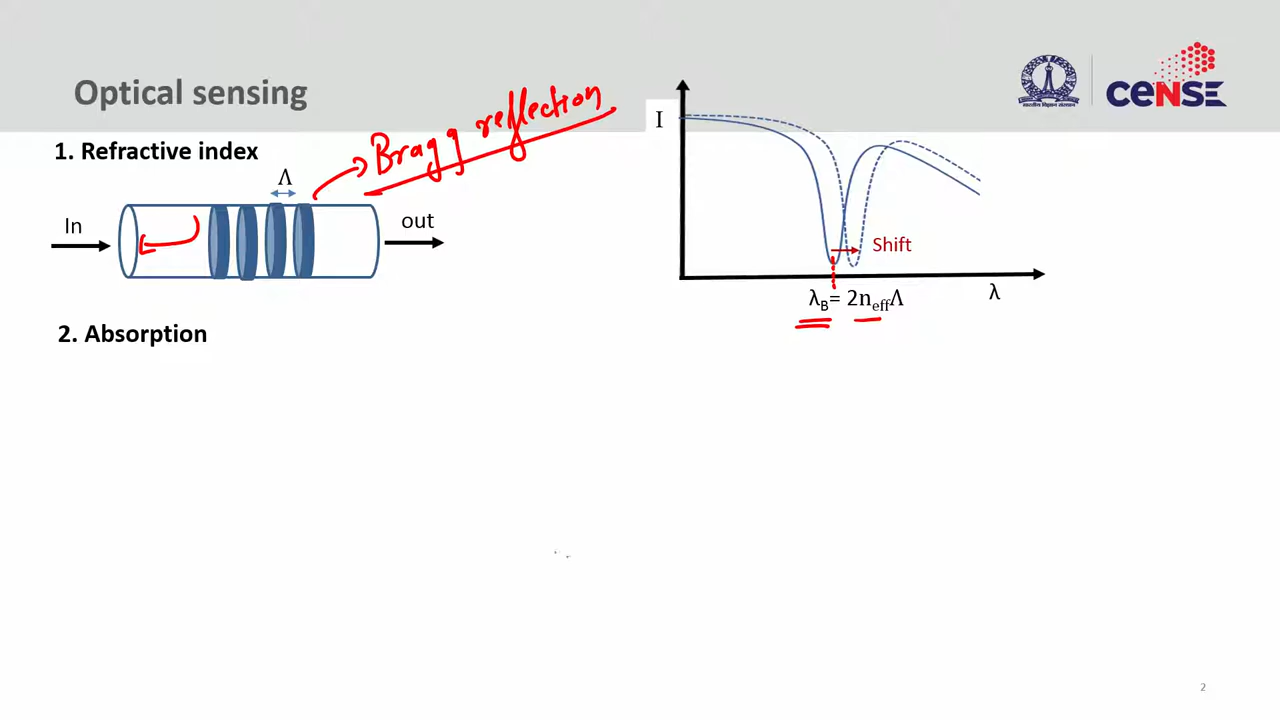 Optical sensing
CeNSE
1. Refractive index
Bragg reflection
Λ
In
out
I
Shift
λB= 2neffΛ
λ
2. Absorption
2